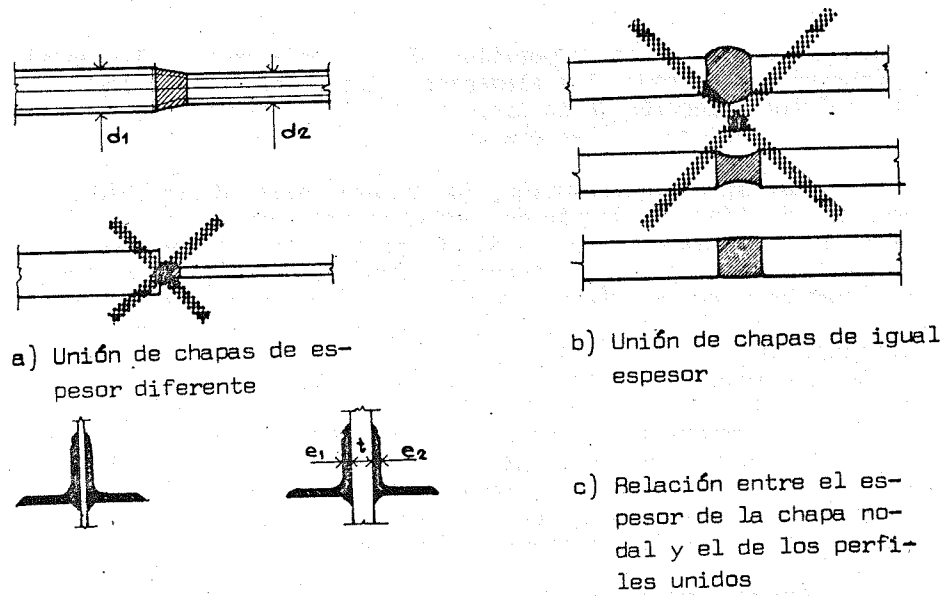 d1
d2
a) Unión de chapas de es-
pesor diferente
b) Unión de chapas de igual
espesor
e1
t
e2
c) Relación entre el es-
pesor de la chapa no-
dal y el de los perfi-
les unidos